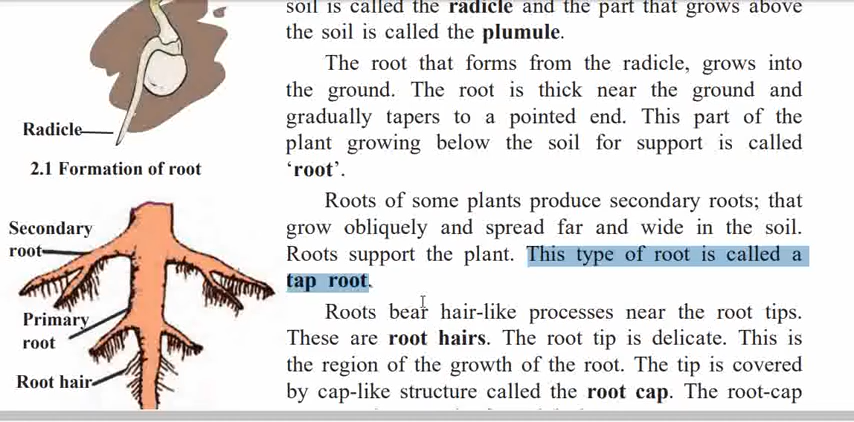 soil is called the radicle and the part that grows above
the soil is called the plumule.
The root that forms from the radicle, grows into
the ground. The root is thick near the ground and
gradually tapers to a pointed end. This part of the
plant growing below the soil for support is called
‘root’.
Roots of some plants produce secondary roots; that
grow obliquely and spread far and wide in the soil.
Roots support the plant. This type of root is called a
tap root.
Roots bear hair-like processes near the root tips.
These are root hairs. The root tip is delicate. This is
the region of the growth of the root. The tip is covered
by cap-like structure called the root cap. The root-cap
Radicle
2.1 Formation of root
Secondary
root
Primary
root
Root hair